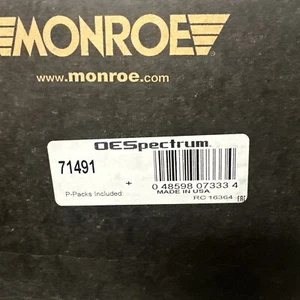 MONROE
www.monroe.com
OESpectrum
71491
P-Packs Included: +
0 48598 07333 4
MADE IN USA
RC 16364